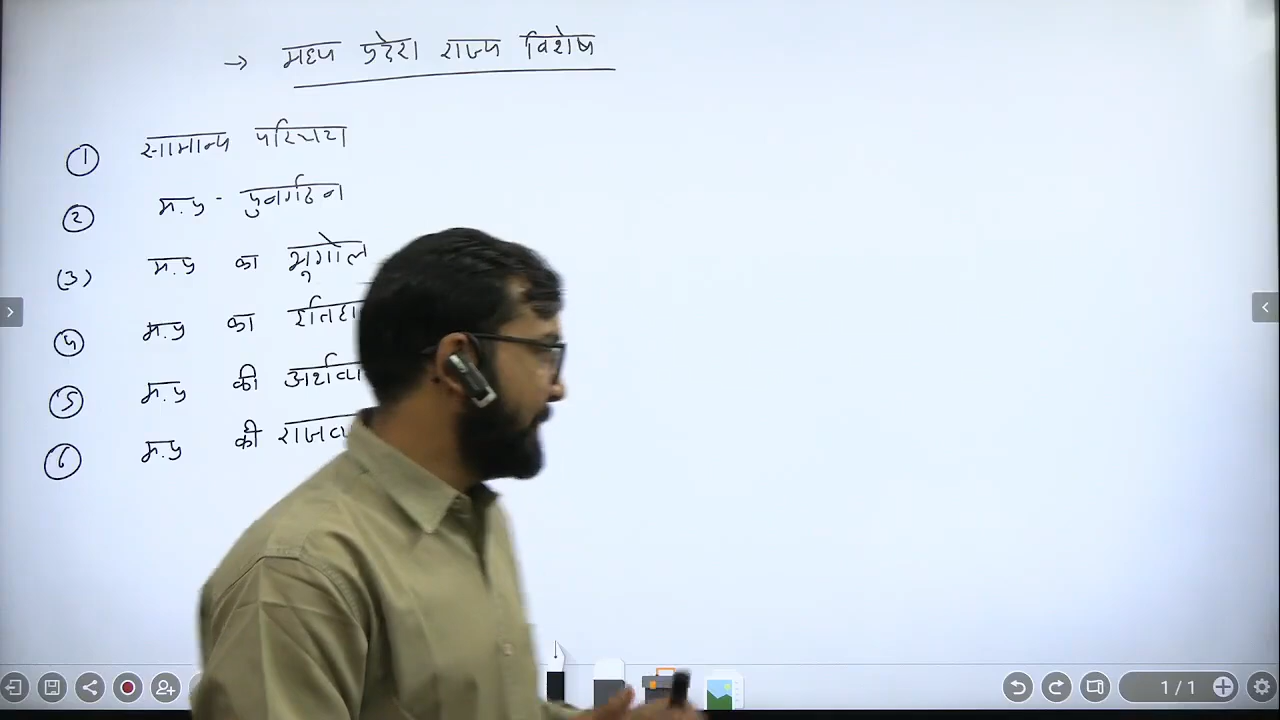 → मध्य प्रदेश राज्य विशेष
① सामान्य परिचय
② म.प्र - पुनर्गठन
(3) म.प्र का भूगोल
④ म.प्र का
⑤ म.प्र की
⑥ म.प्र की
1/1